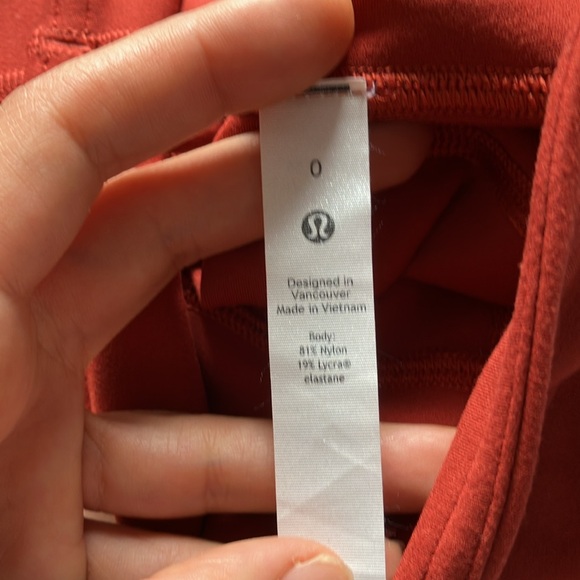 0
Designed in
Vancouver
Made in Vietnam
Body:
81% Nylon
19% Lycra®
elastane